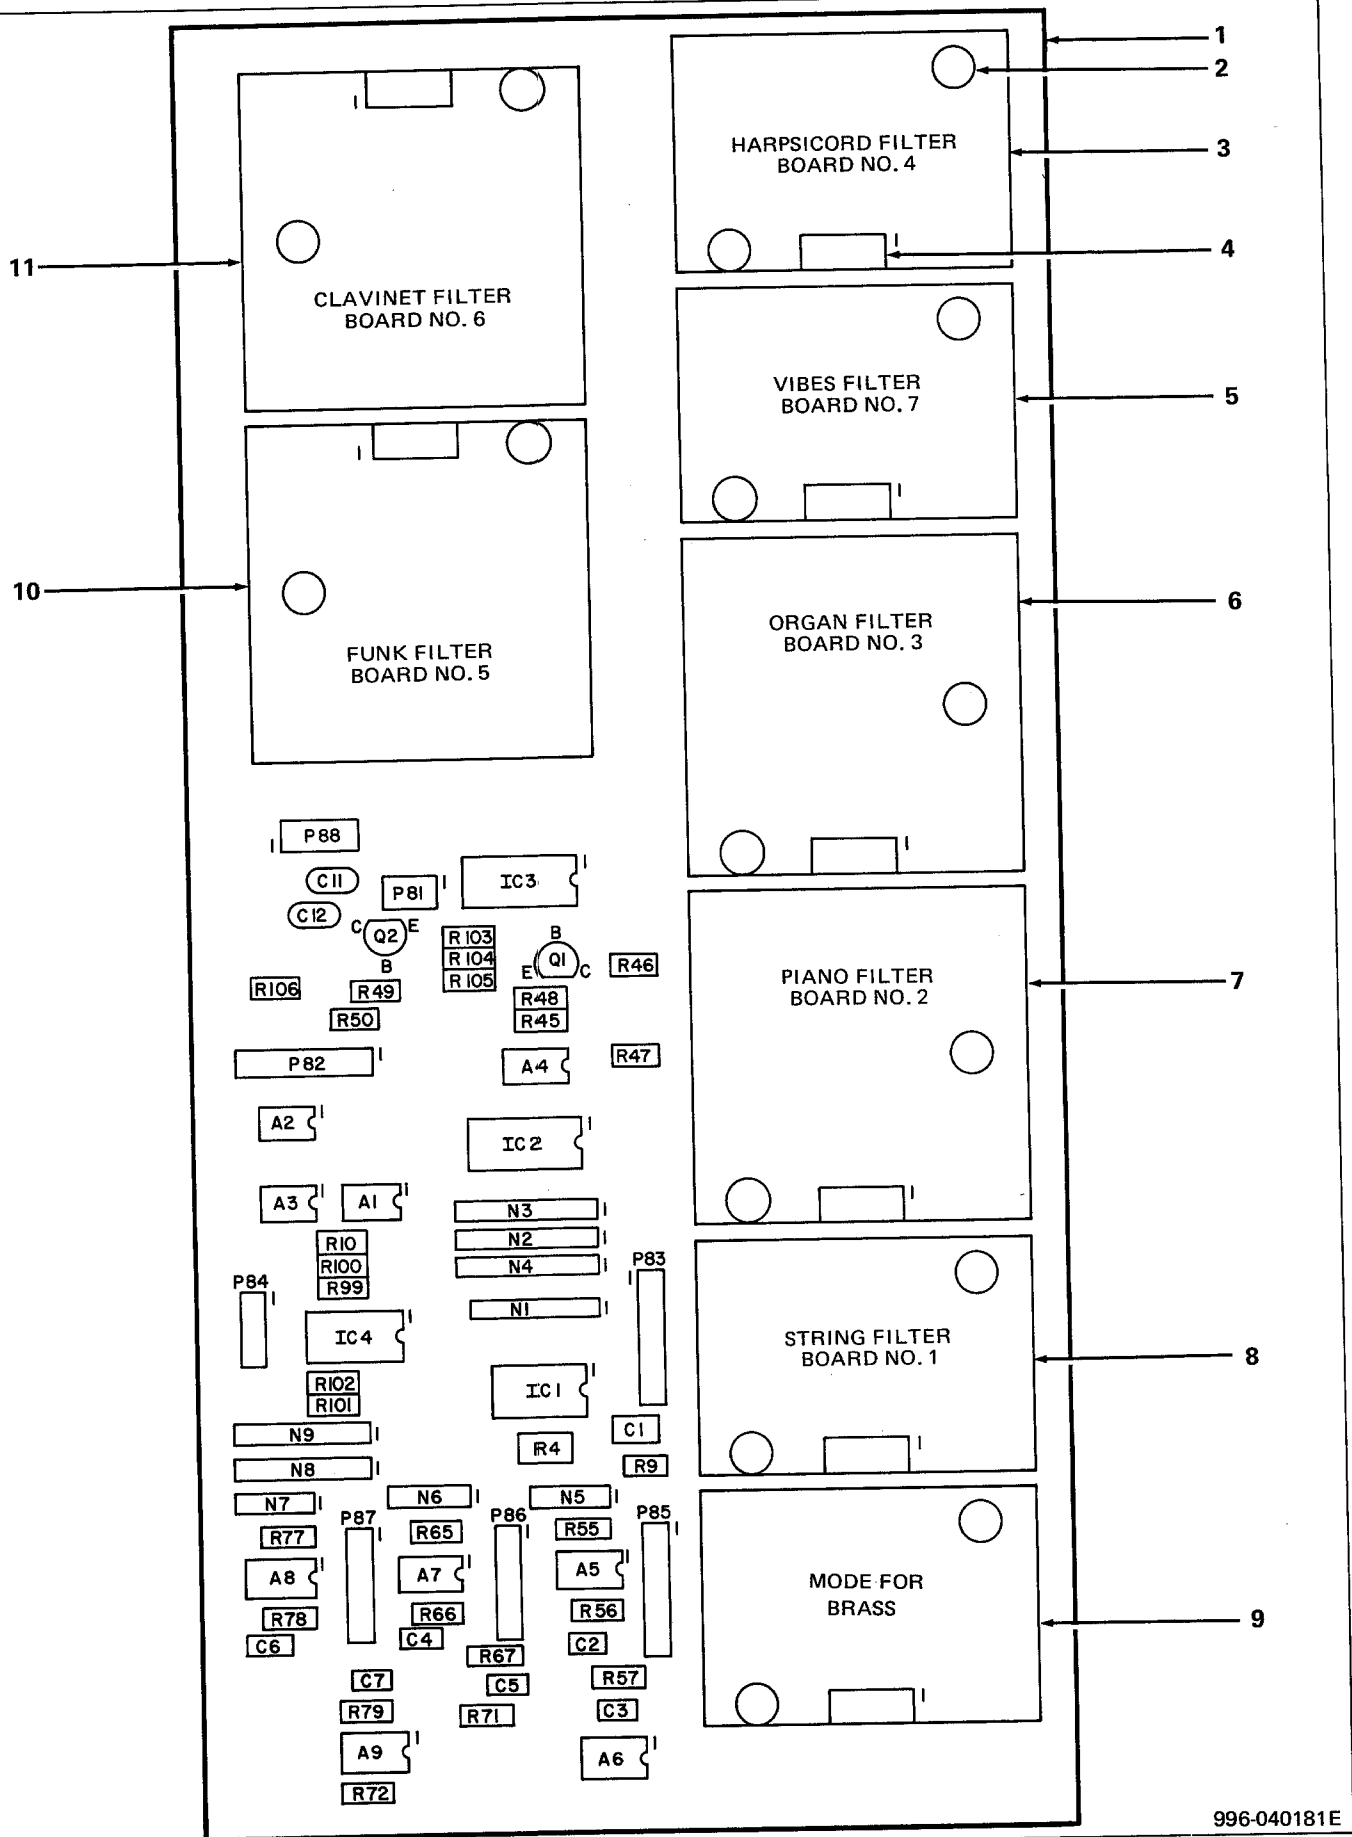 1
2
HARPSICORD FILTER
BOARD NO. 4
3
4
11
CLAVINET FILTER
BOARD NO. 6
VIBES FILTER
BOARD NO. 7
5
10
FUNK FILTER
BOARD NO. 5
ORGAN FILTER
BOARD NO. 3
6
P88
C11
P81
IC3
C12
C Q2 E
B
R103
R104
R105
B
E Q1 C
R46
R106
R49
R48
R50
R45
PIANO FILTER
BOARD NO. 2
7
P82
A4
R47
A2
IC2
A3
A1
N3
R10
N2
R100
N4
P83
R99
P84
N1
IC4
STRING FILTER
BOARD NO. 1
8
R102
IC1
R101
C1
N9
R4
N8
R9
N7
N6
N5
P87
P86
P85
R77
R65
R55
A8
A7
A5
MODE FOR
BRASS
9
R78
R66
R56
C6
C4
C2
R67
C7
C5
R57
R79
R71
C3
A9
A6
R72
996-040181E